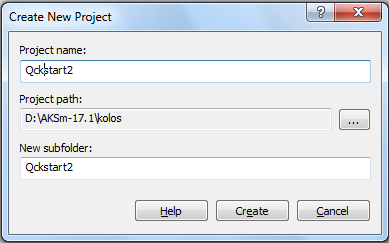 Create New Project
Project name:
Qckstart2
Project path:
D:\AKSm-17.1\kolos
...
New subfolder:
Qckstart2
Help Create Cancel